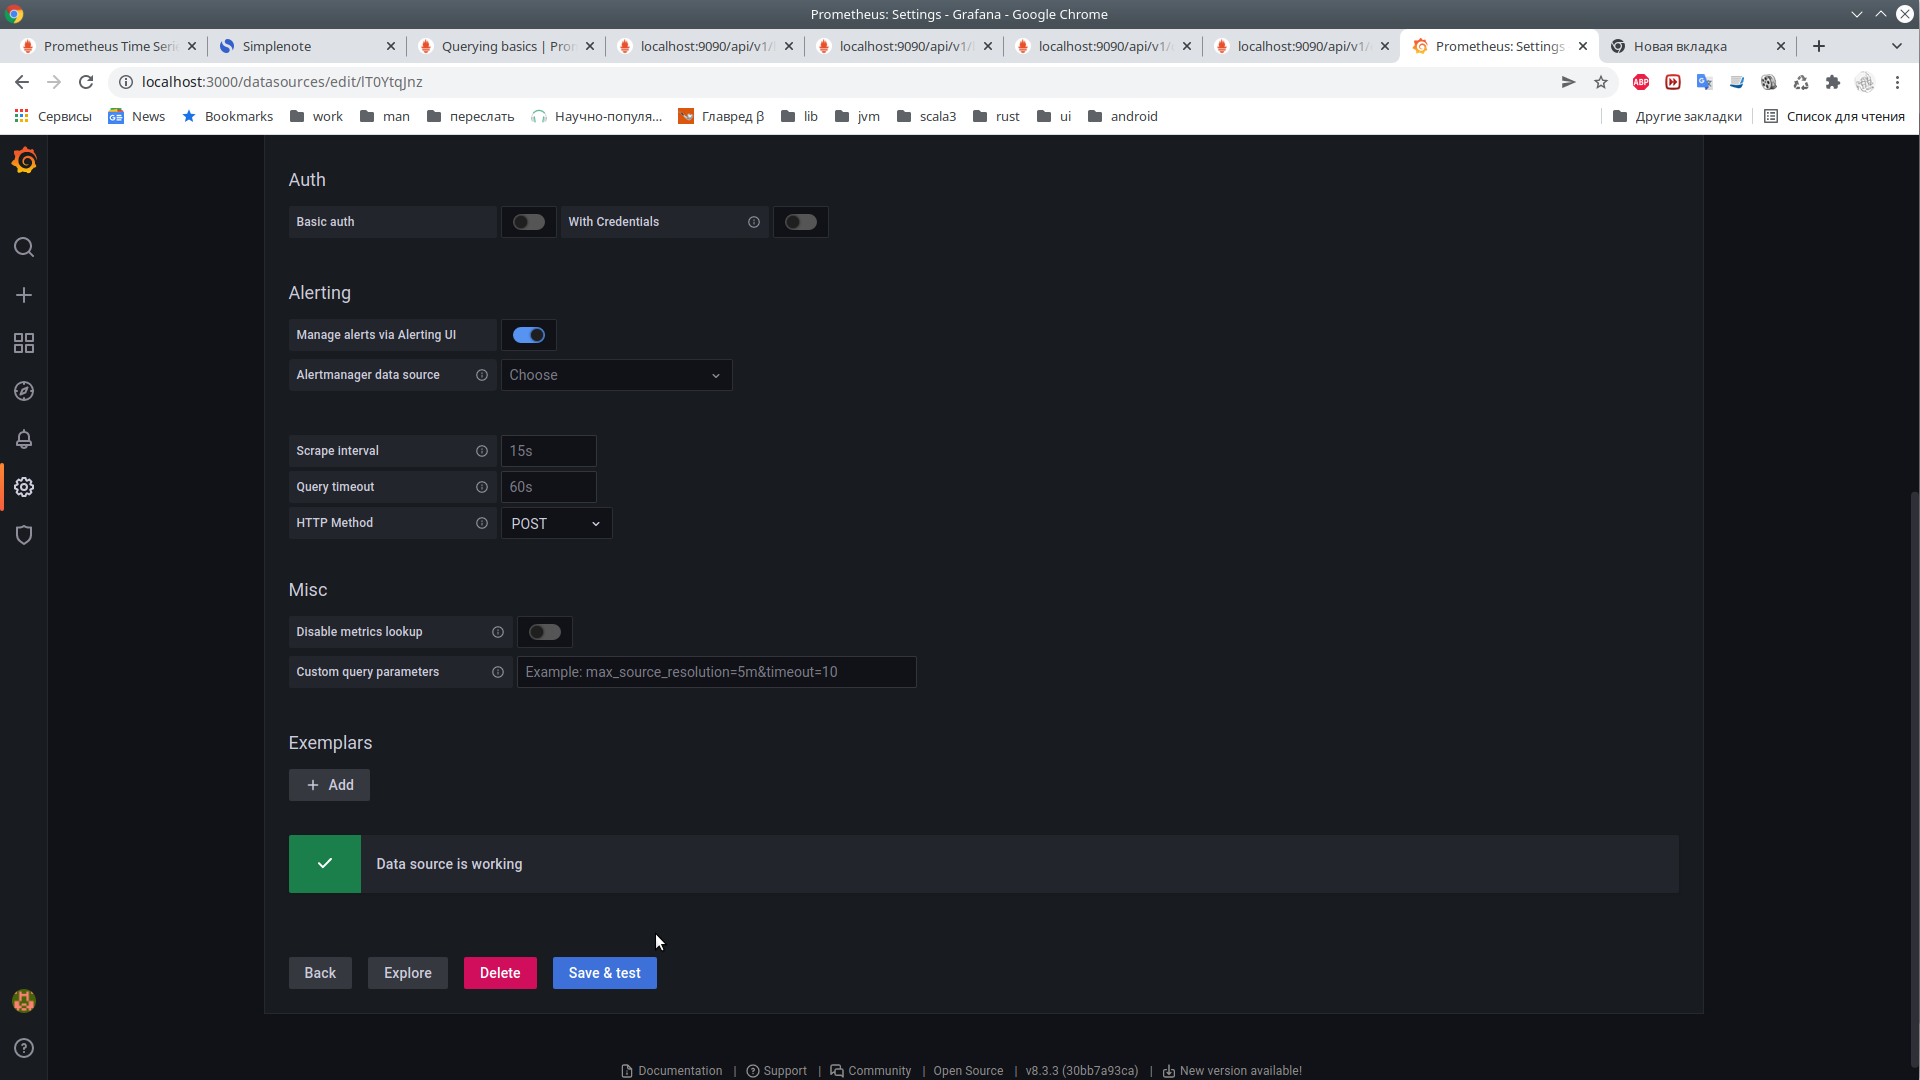 Prometheus: Settings - Grafana - Google Chrome
Prometheus Time Seri
Simplenote
Querying basics | Pro
localhost:9090/api/v1/
localhost:9090/api/v1/
localhost:9090/api/v1/
localhost:9090/api/v1/
Prometheus: Settings
Новая вкладка
localhost:3000/datasources/edit/lT0YtqJnz
ABP
Сервисы
News
Bookmarks
work
man
переслать
Научно-популя...
Главред β
lib
jvm
scala3
rust
ui
android
Другие закладки
Список для чтения
Auth
Basic auth
With Credentials
Alerting
Manage alerts via Alerting UI
Alertmanager data source
Choose
Scrape interval
15s
Query timeout
60s
HTTP Method
POST
Misc
Disable metrics lookup
Custom query parameters
Example: max_source_resolution=5m&timeout=10
Exemplars
+ Add
Data source is working
Back
Explore
Delete
Save & test
Documentation | Support | Community | Open Source | v8.3.3 (30bb7a93ca) | New version available!